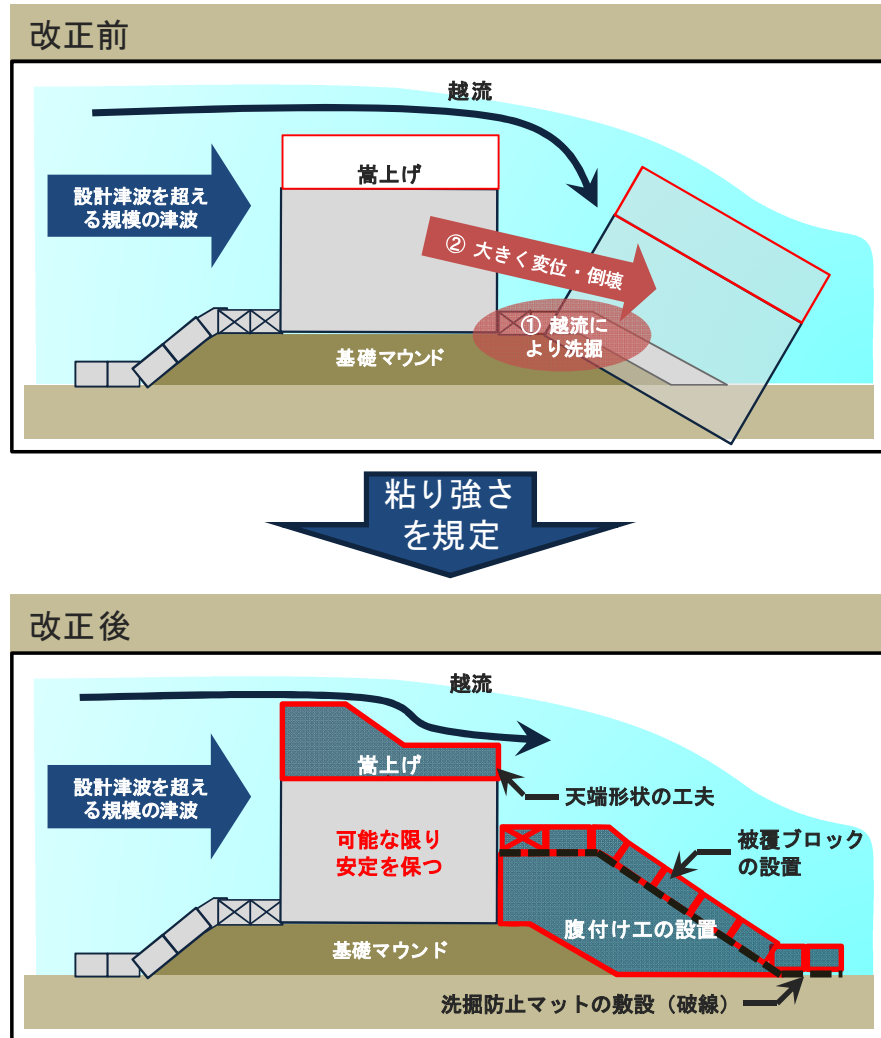 改正前
越流
嵩上げ
設計津波を超え
る規模の津波
② 大きく変位・倒壊
① 越流に
より洗掘
基礎マウンド
粘り強さ
を規定
改正後
越流
嵩上げ
設計津波を超え
る規模の津波
天端形状の工夫
可能な限り
安定を保つ
被覆ブロック
の設置
腹付け工の設置
基礎マウンド
洗掘防止マットの敷設（破線）